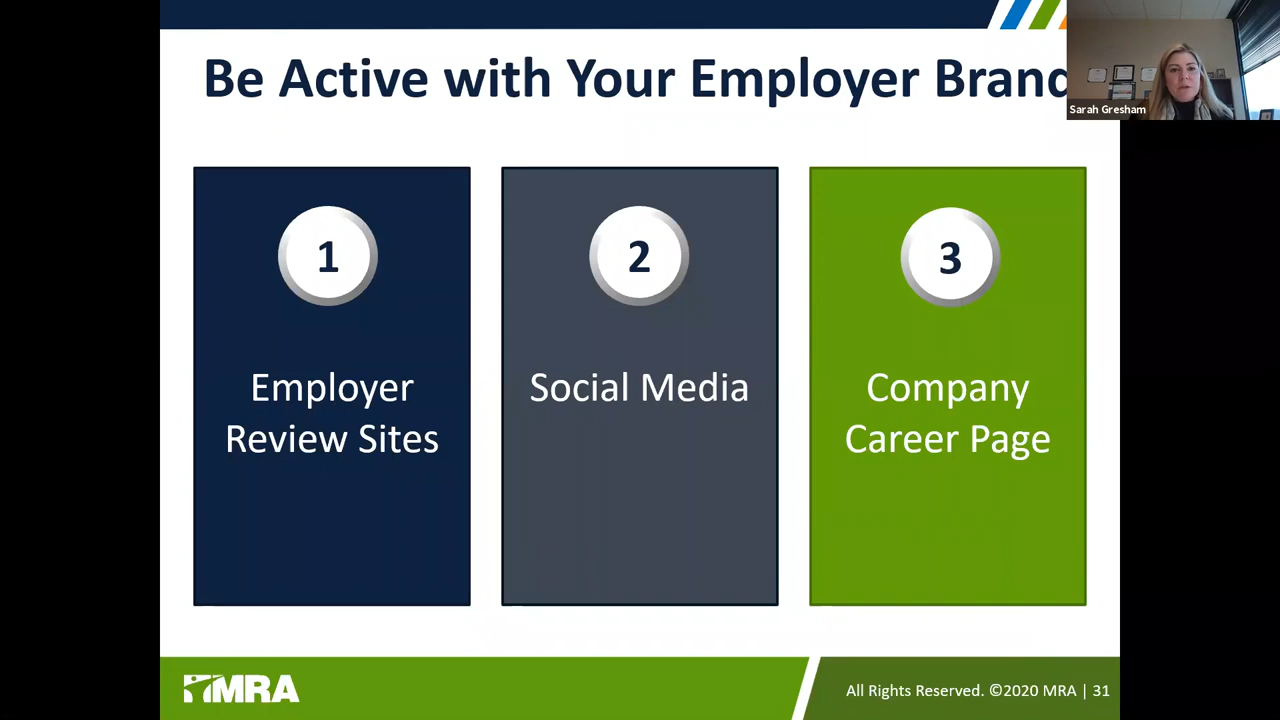 Be Active with Your Employer Brand
Sarah Gresham
1
Employer
Review Sites
2
Social Media
3
Company
Career Page
MRA
All Rights Reserved. ©2020 MRA | 31